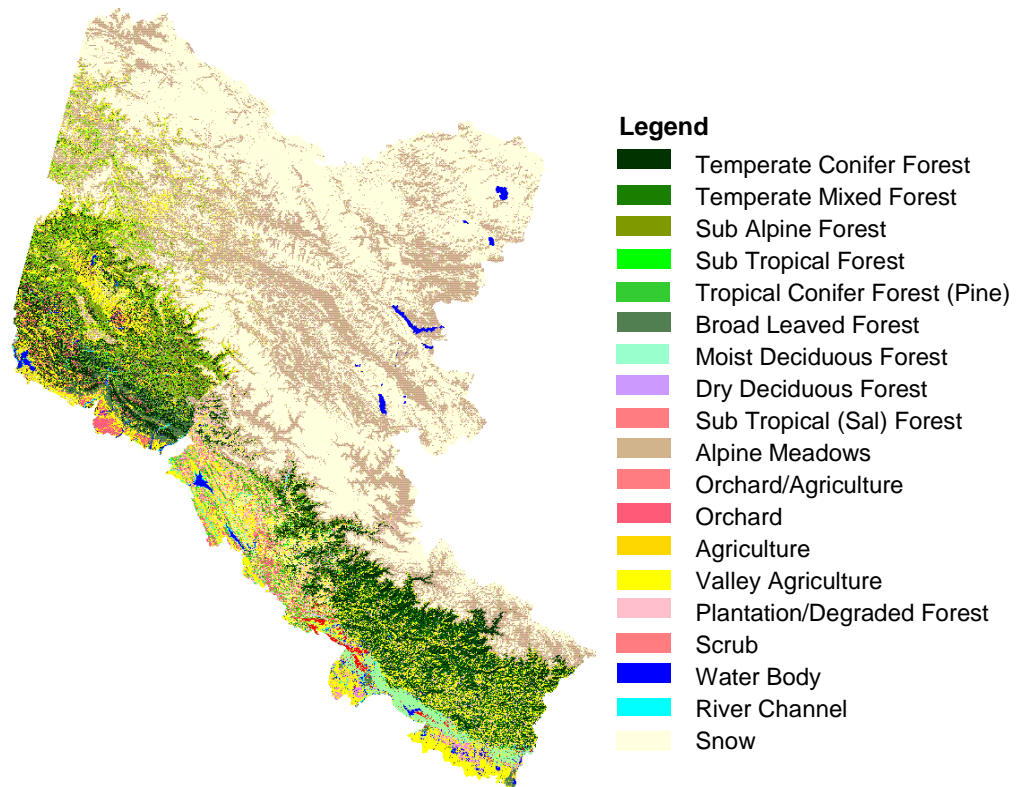 Legend
Temperate Conifer Forest
Temperate Mixed Forest
Sub Alpine Forest
Sub Tropical Forest
Tropical Conifer Forest (Pine)
Broad Leaved Forest
Moist Deciduous Forest
Dry Deciduous Forest
Sub Tropical (Sal) Forest
Alpine Meadows
Orchard/Agriculture
Orchard
Agriculture
Valley Agriculture
Plantation/Degraded Forest
Scrub
Water Body
River Channel
Snow